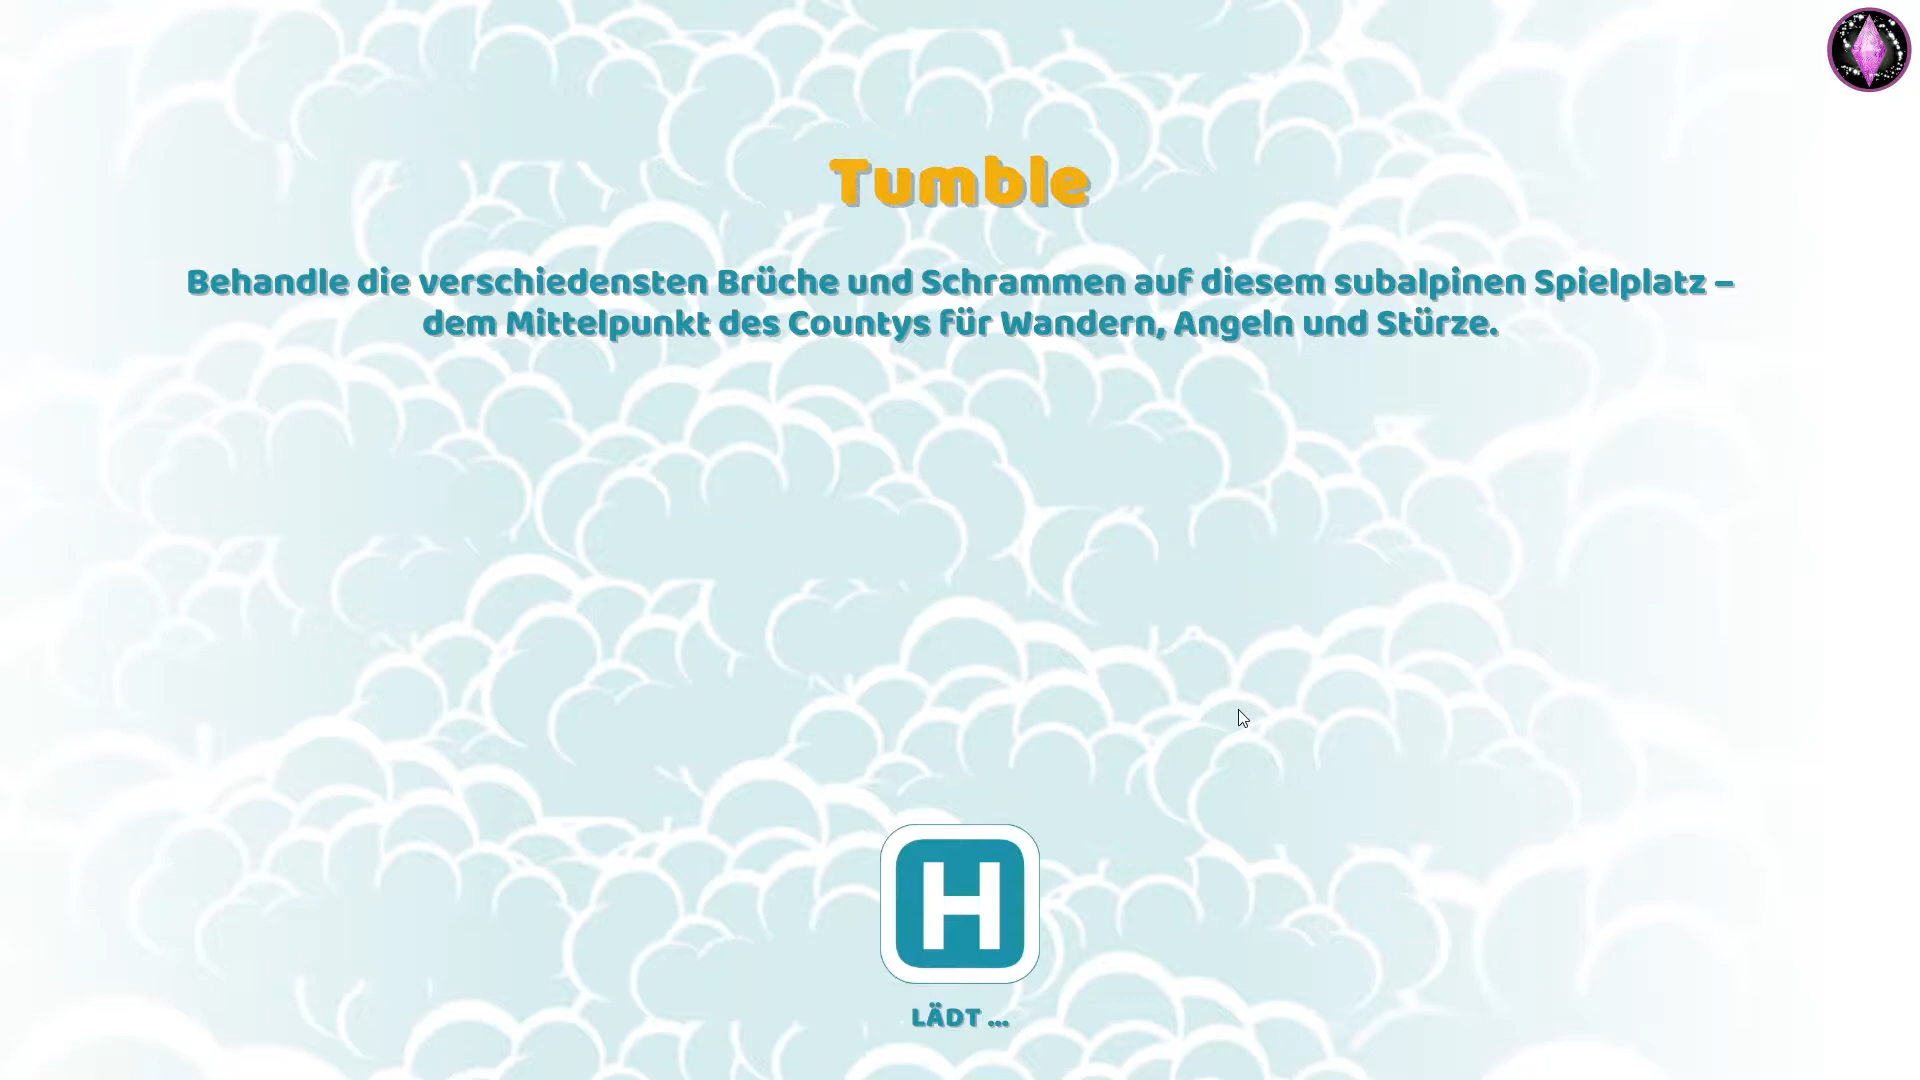 Tumble
Behandle die verschiedensten Brüche und Schrammen auf diesem subalpinen Spielplatz –
dem Mittelpunkt des Countys für Wandern, Angeln und Stürze.
H
LÄDT ...